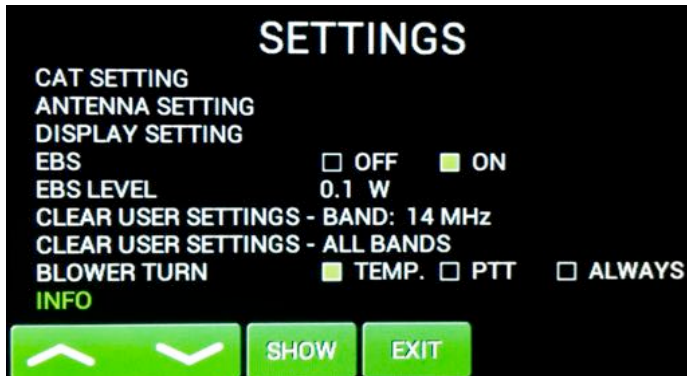 SETTINGS
CAT SETTING
ANTENNA SETTING
DISPLAY SETTING
EBS OFF ON
EBS LEVEL 0.1 W
CLEAR USER SETTINGS - BAND: 14 MHz
CLEAR USER SETTINGS - ALL BANDS
BLOWER TURN TEMP. PTT ALWAYS
INFO
SHOW EXIT